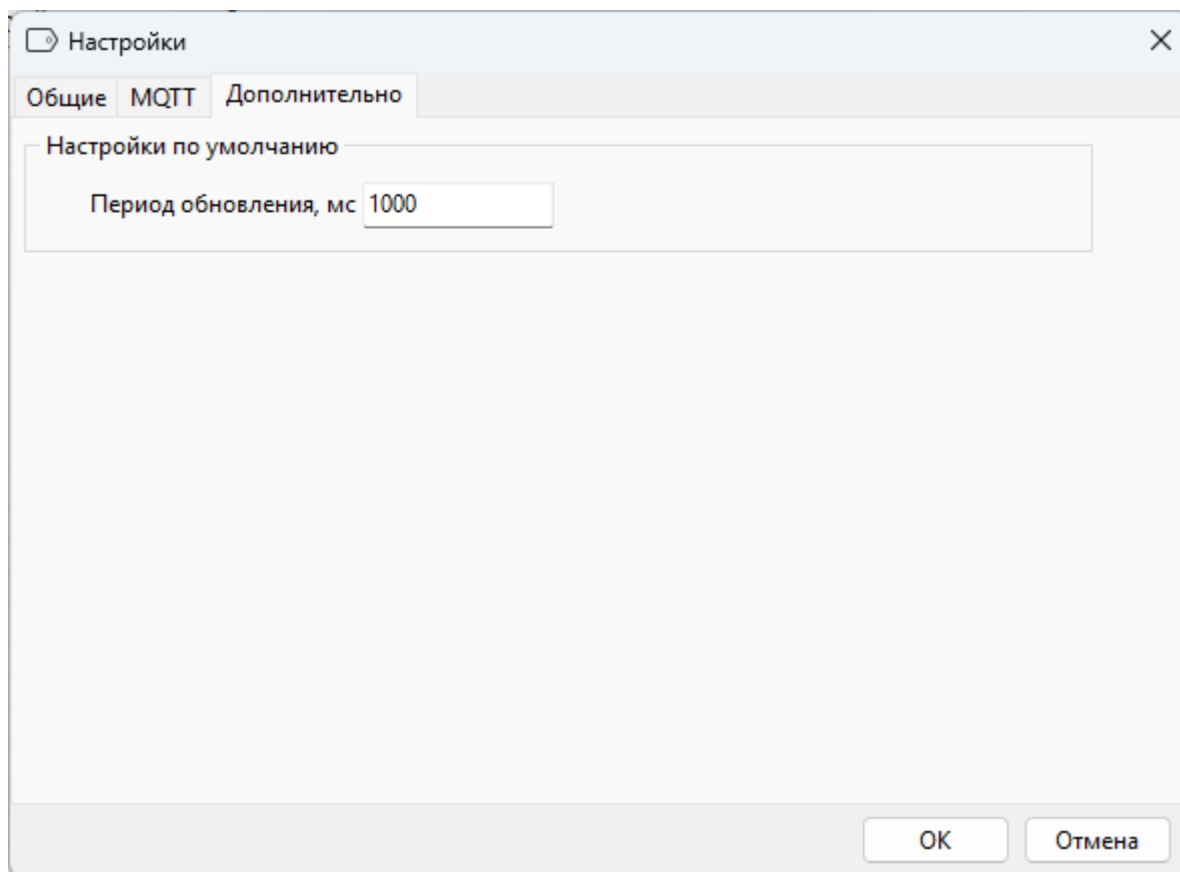 Настройки
Общие MQTT Дополнительно
Настройки по умолчанию
Период обновления, мс 1000
OK Отмена